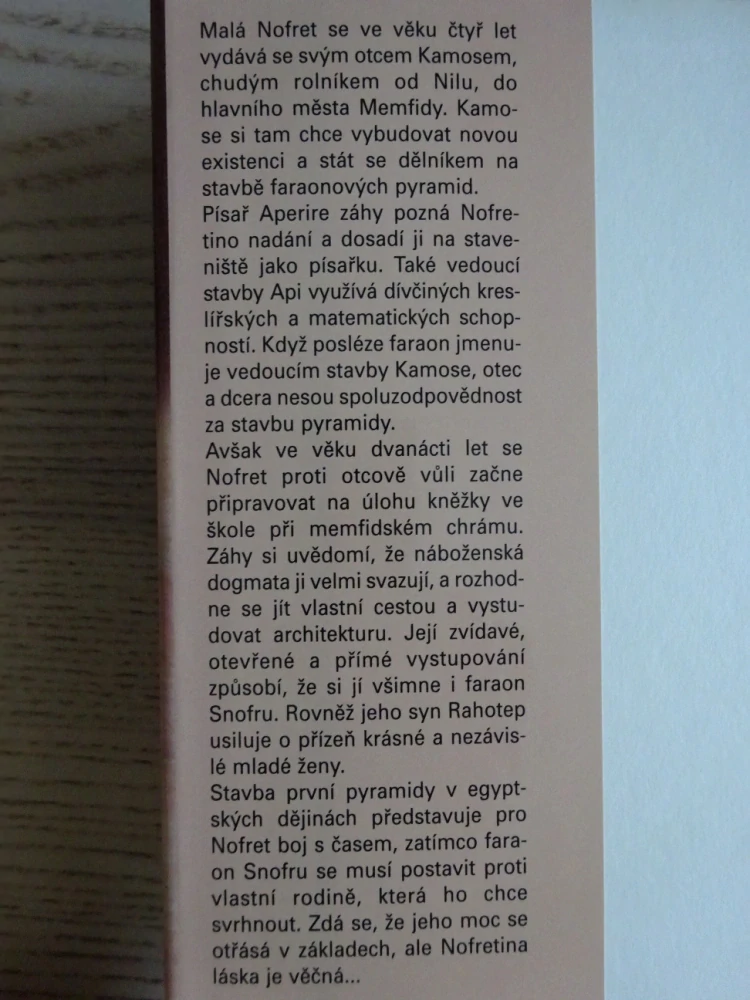 Malá Nofret se ve věku čtyř let
vydává se svým otcem Kamosem,
chudým rolníkem od Nilu, do
hlavního města Memfidy. Kamo-
se si tam chce vybudovat novou
existenci a stát se dělníkem na
stavbě faraonových pyramid.
Písař Aperire záhy pozná Nofre-
tino nadání a dosadí ji na stave-
niště jako písařku. Také vedoucí
stavby Api využívá dívčiných kres-
lířských a matematických schop-
ností. Když posléze faraon jmenu-
je vedoucím stavby Kamose, otec
a dcera nesou spoluzodpovědnost
za stavbu pyramidy.
Avšak ve věku dvanácti let se
Nofret proti otcově vůli začne
připravovat na úlohu kněžky ve
škole při memfidském chrámu.
Záhy si uvědomí, že náboženská
dogmata ji velmi svazují, a rozhod-
ne se jít vlastní cestou a vystu-
dovat architekturu. Její zvídavé,
otevřené a přímé vystupování
způsobí, že si jí všimne i faraon
Snofru. Rovněž jeho syn Rahotep
usiluje o přízeň krásné a nezávis-
lé mladé ženy.
Stavba první pyramidy v egypt-
ských dějinách představuje pro
Nofret boj s časem, zatímco fara-
on Snofru se musí postavit proti
vlastní rodině, která ho chce
svrhnout. Zdá se, že jeho moc se
otřásá v základech, ale Nofretina
láska je věčná...